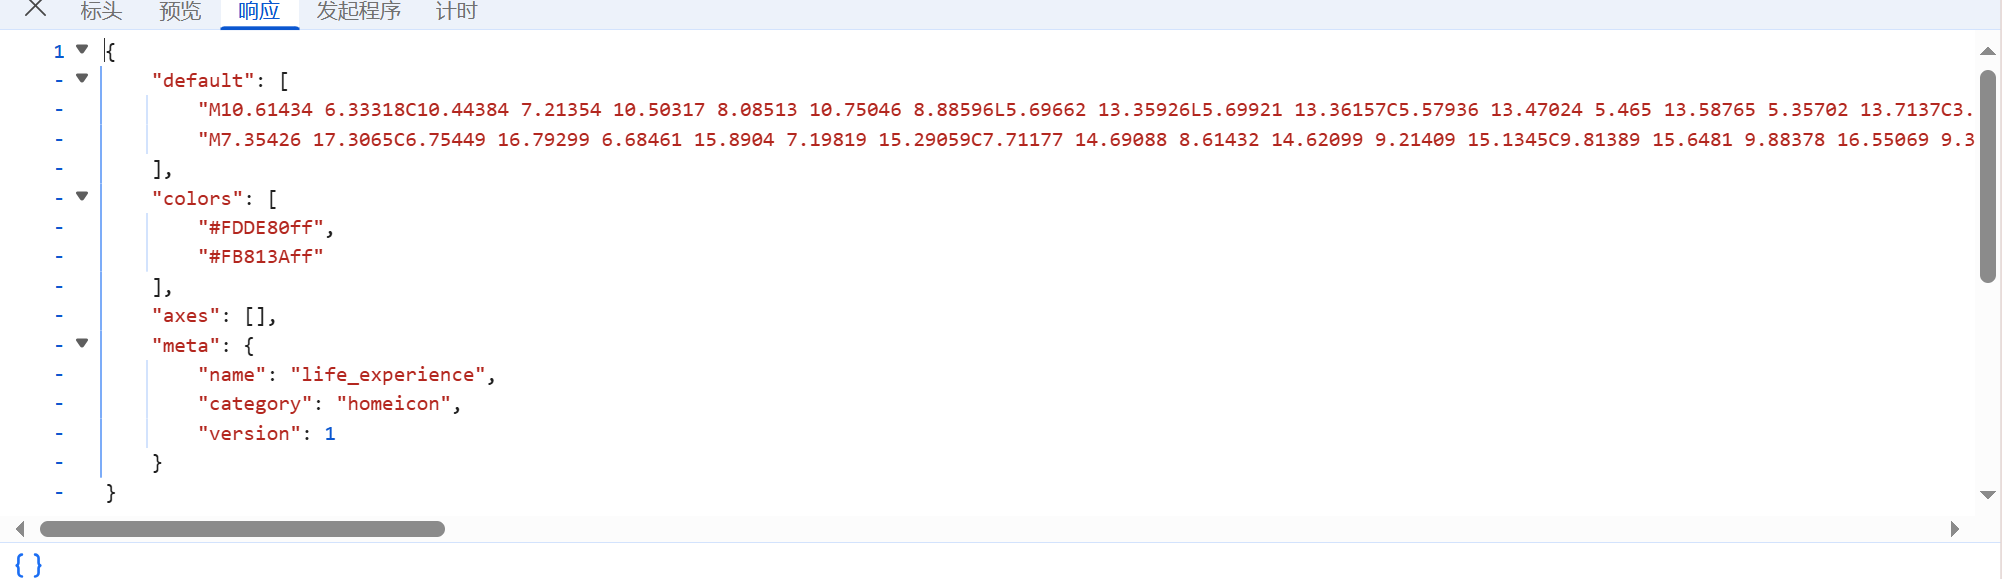 标头 预览 响应 发起程序 计时
1 {
- "default": [
- "M10.61434 6.33318C10.44384 7.21354 10.50317 8.08513 10.75046 8.88596L5.69662 13.35926L5.69921 13.36157C5.57936 13.47024 5.465 13.58765 5.35702 13.7137C3.
- "M7.35426 17.3065C6.75449 16.79299 6.68461 15.8904 7.19819 15.29059C7.71177 14.69088 8.61432 14.62099 9.21409 15.1345C9.81389 15.6481 9.88378 16.55069 9.3
- ],
- "colors": [
- "#FDDE80ff",
- "#FB813Aff"
- ],
- "axes": [],
- "meta": {
- "name": "life_experience",
- "category": "homeicon",
- "version": 1
- }
- }
{ }